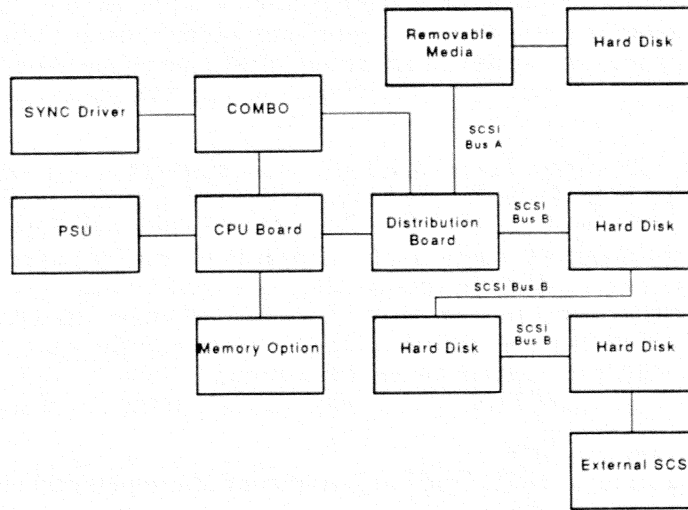 Removable
Media
Hard Disk
SYNC Driver
COMBO
SCSI
Bus A
PSU
CPU Board
Distribution
Board
SCSI
Bus B
Hard Disk
SCSI Bus B
Memory Option
Hard Disk
SCSI
Bus B
Hard Disk
External SCS